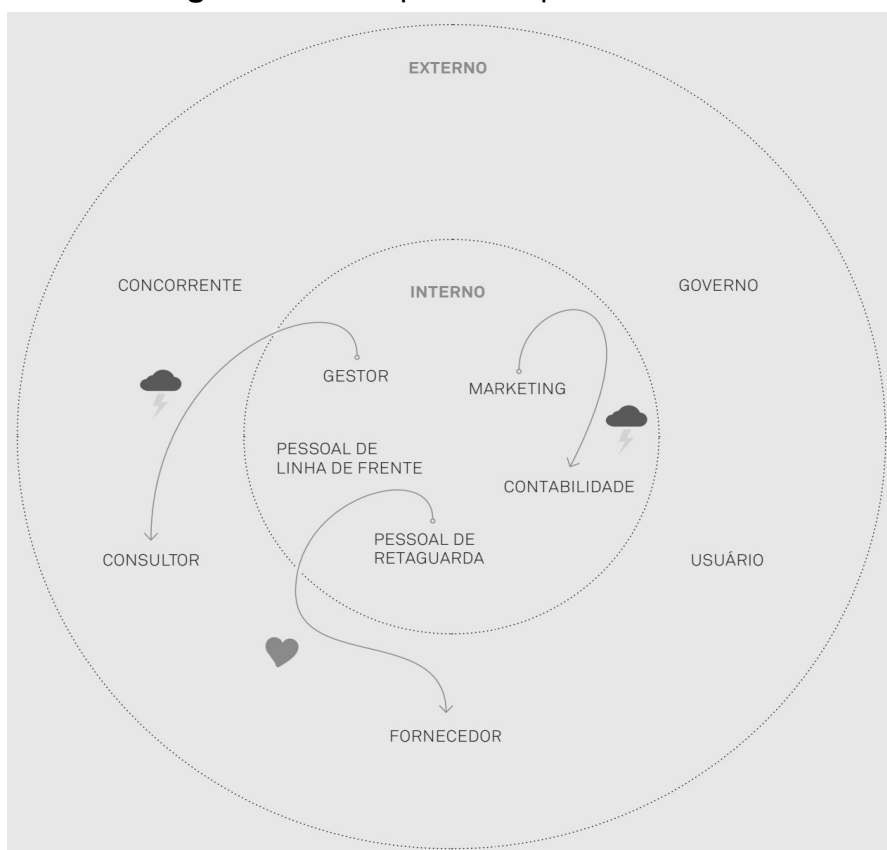 EXTERNO
CONCORRENTE
GOVERNO
INTERNO
GESTOR
MARKETING
PESSOAL DE
LINHA DE FRENTE
CONTABILIDADE
PESSOAL DE
RETAGUARDA
CONSULTOR
USUÁRIO
FORNECEDOR